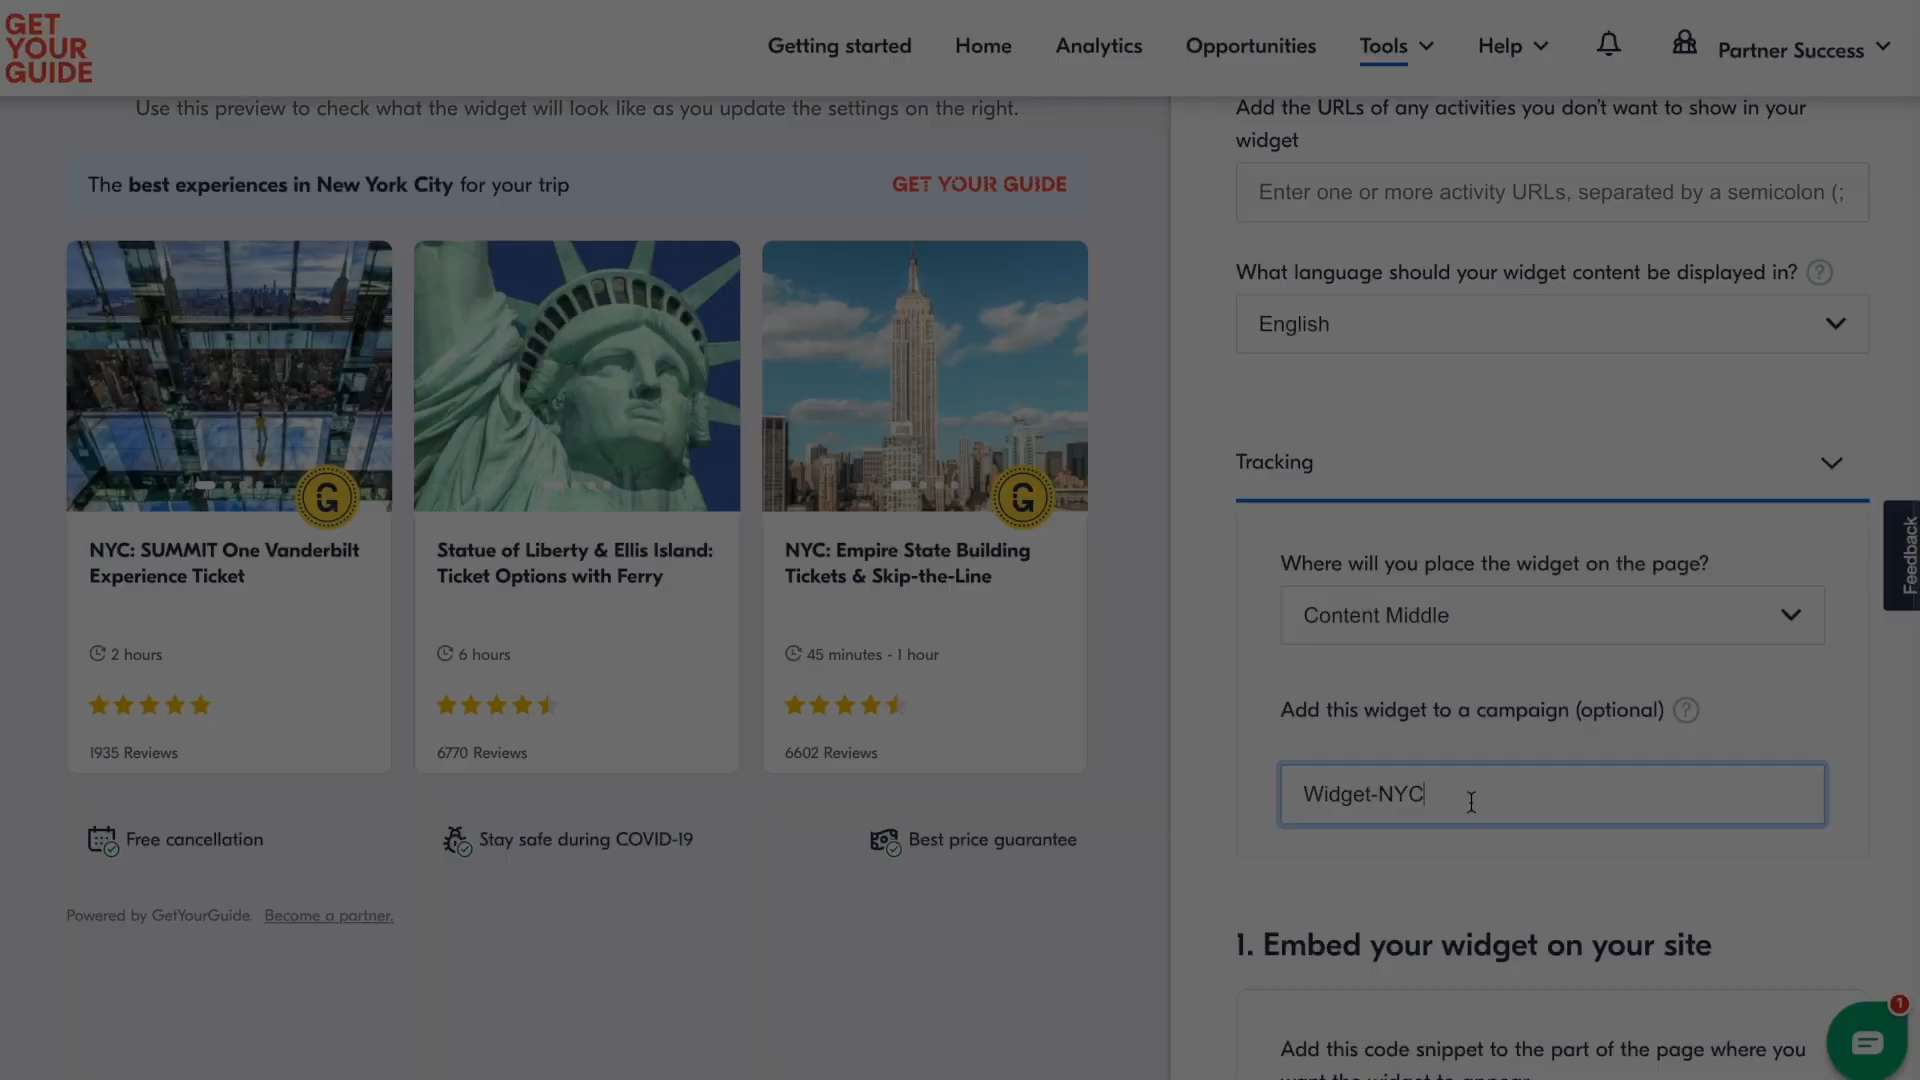 GET
YOUR
GUIDE
Getting started
Home
Analytics
Opportunities
Tools
Help
Partner Success
Use this preview to check what the widget will look like as you update the settings on the right.
The best experiences in New York City for your trip
GET YOUR GUIDE
G
G
NYC: SUMMIT One Vanderbilt
Experience Ticket
2 hours
1935 Reviews
Statue of Liberty & Ellis Island:
Ticket Options with Ferry
6 hours
6770 Reviews
NYC: Empire State Building
Tickets & Skip-the-Line
45 minutes - 1 hour
6602 Reviews
Free cancellation
Stay safe during COVID-19
Best price guarantee
Powered by GetYourGuide. Become a partner.
Add the URLs of any activities you don't want to show in your
widget
Enter one or more activity URLs, separated by a semicolon (;
What language should your widget content be displayed in? ?
English
Tracking
Where will you place the widget on the page?
Content Middle
Add this widget to a campaign (optional) ?
Widget-NYC
1. Embed your widget on your site
Add this code snippet to the part of the page where you
want the widget to appear
Feedback
1